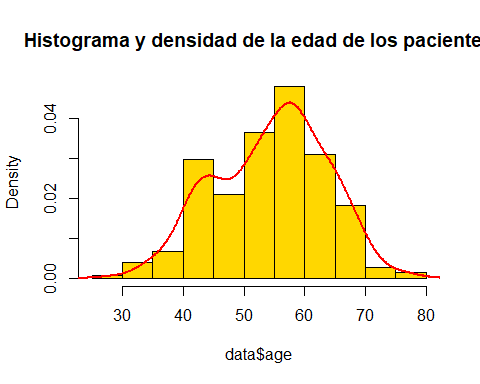 Histograma y densidad de la edad de los paciente
Density
0.04
0.02
0.00
30 40 50 60 70 80
data$age